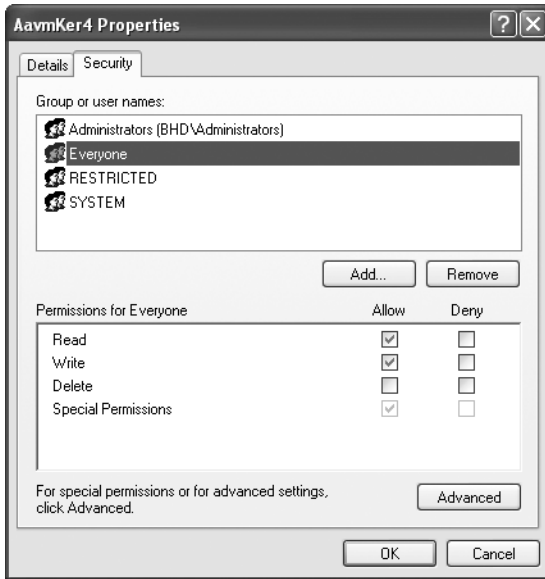 AavmKer4 Properties
Details Security
Group or user names:
Administrators (BHD\Administrators)
Everyone
RESTRICTED
SYSTEM
Add... Remove
Permissions for Everyone Allow Deny
Read
Write
Delete
Special Permissions
For special permissions or for advanced settings,
click Advanced.
Advanced
OK Cancel